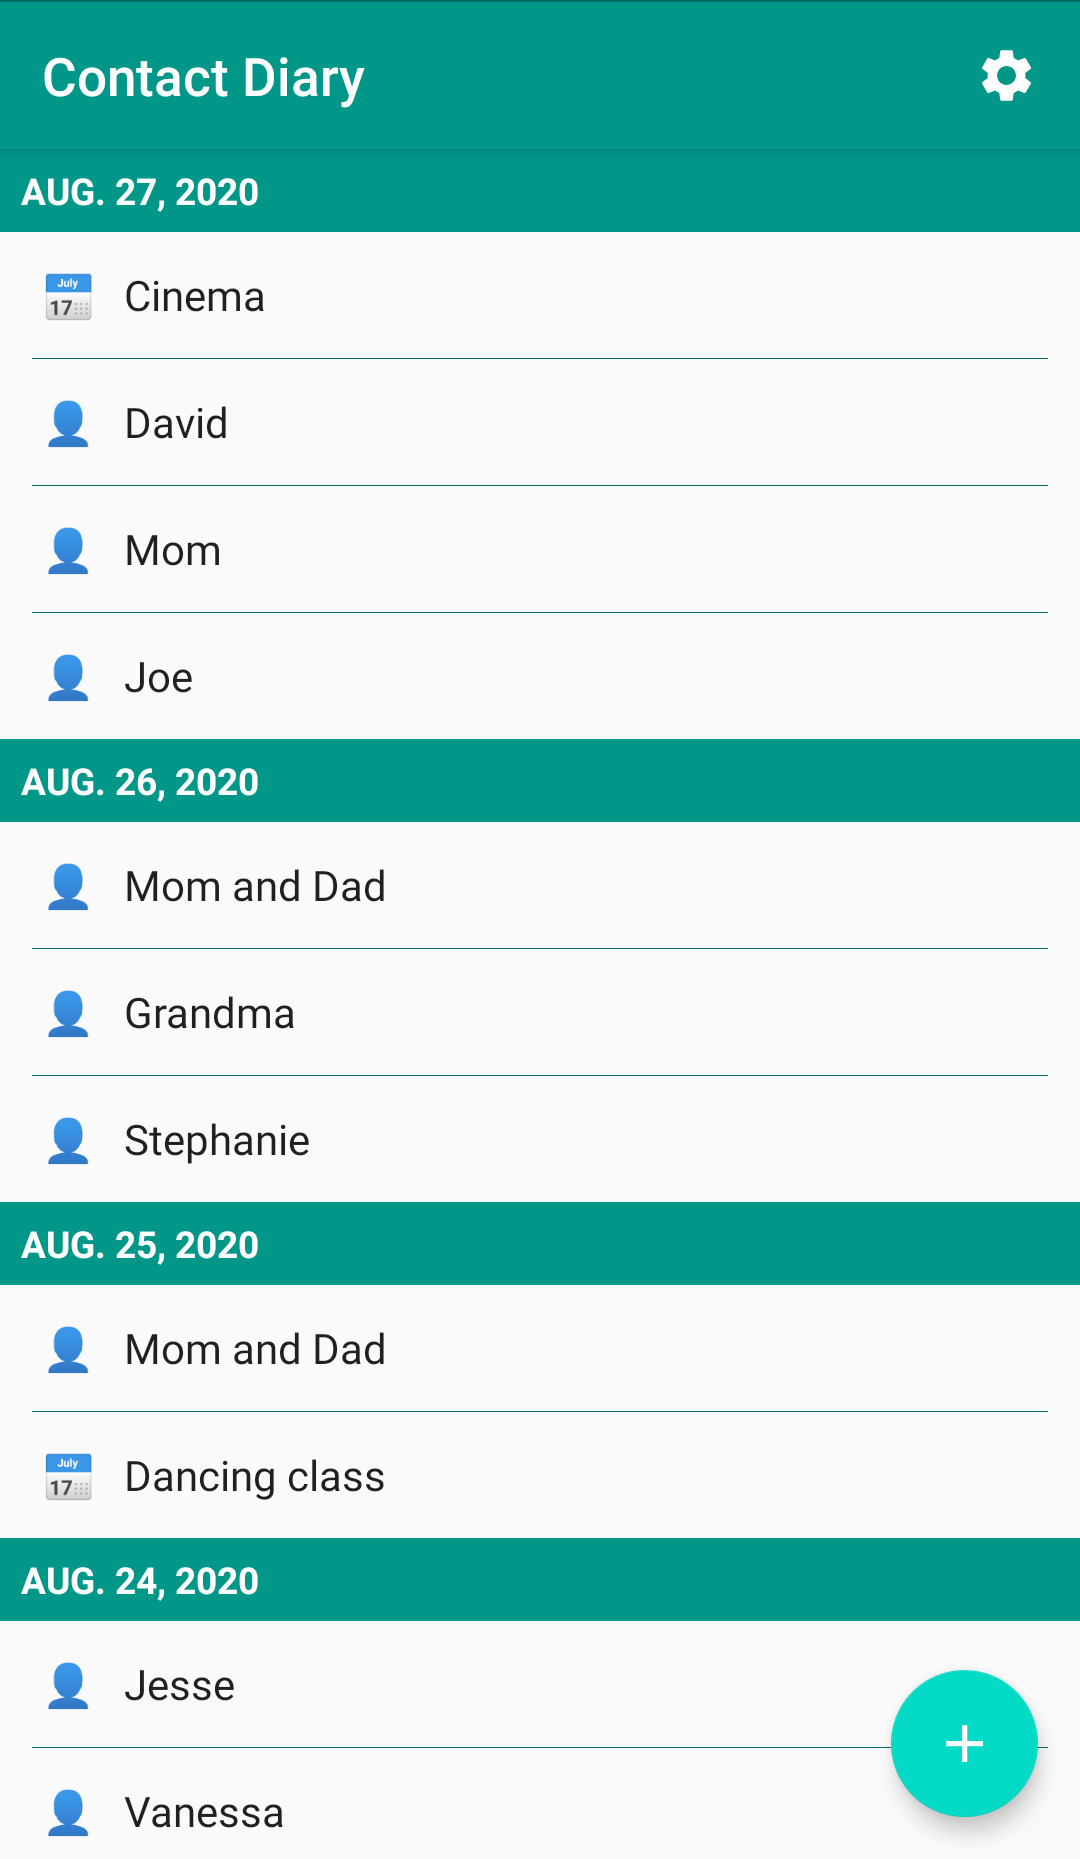 Contact Diary
AUG. 27, 2020
July
17
Cinema
David
Mom
Joe
AUG. 26, 2020
Mom and Dad
Grandma
Stephanie
AUG. 25, 2020
Mom and Dad
July
17
Dancing class
AUG. 24, 2020
Jesse
+
Vanessa